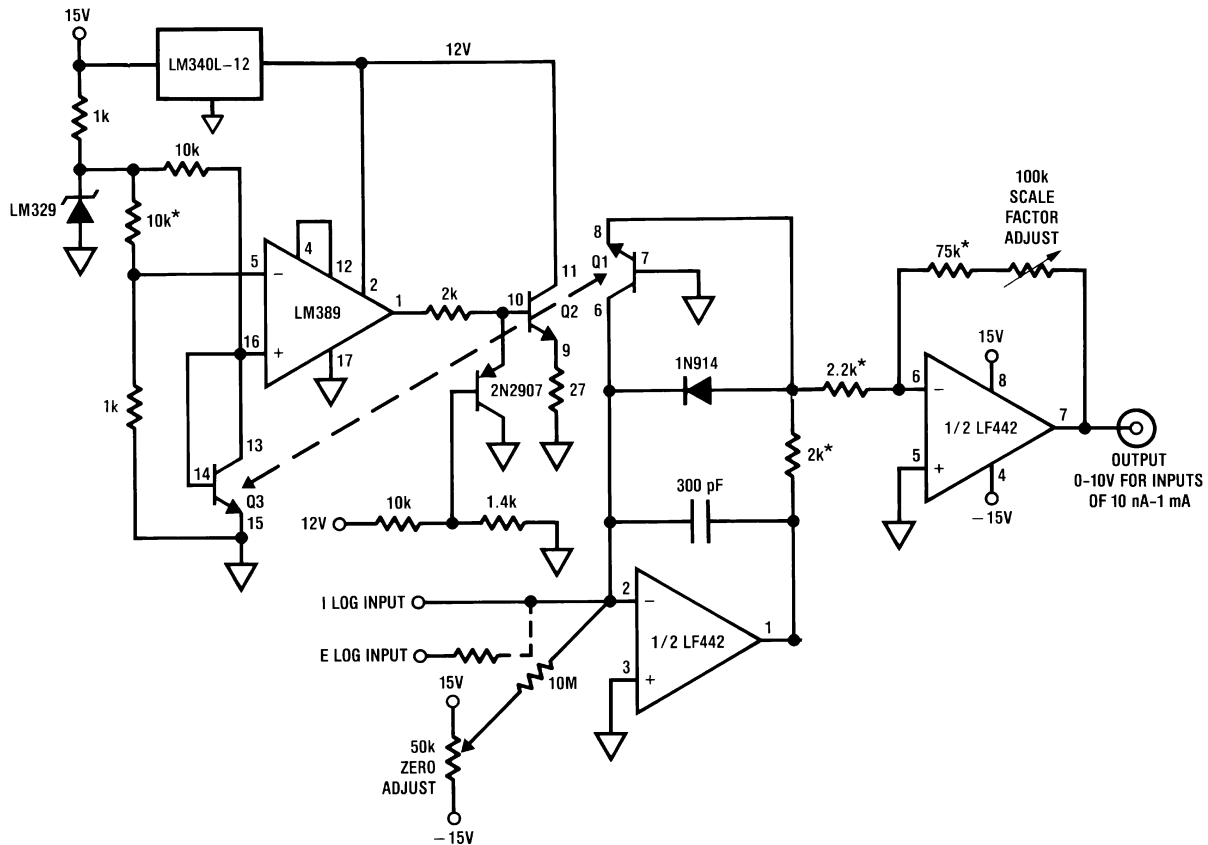 15V
LM340L–12
12V
1k
10k
LM329
10k*
100k
SCALE
FACTOR
ADJUST
75k*
4
12
5
–
2
LM389
1
2k
10
11
Q2
8
Q1
7
6
16
+
17
9
27
2N2907
1k
13
14
Q3
15
1N914
2.2k*
15V
6
–
8
1/2 LF442
7
5
+
4
–15V
OUTPUT
0–10V FOR INPUTS
OF 10 nA–1 mA
2k*
300 pF
12V
10k
1.4k
I LOG INPUT
2
–
1/2 LF442
1
E LOG INPUT
3
+
10M
15V
50k
ZERO
ADJUST
–15V